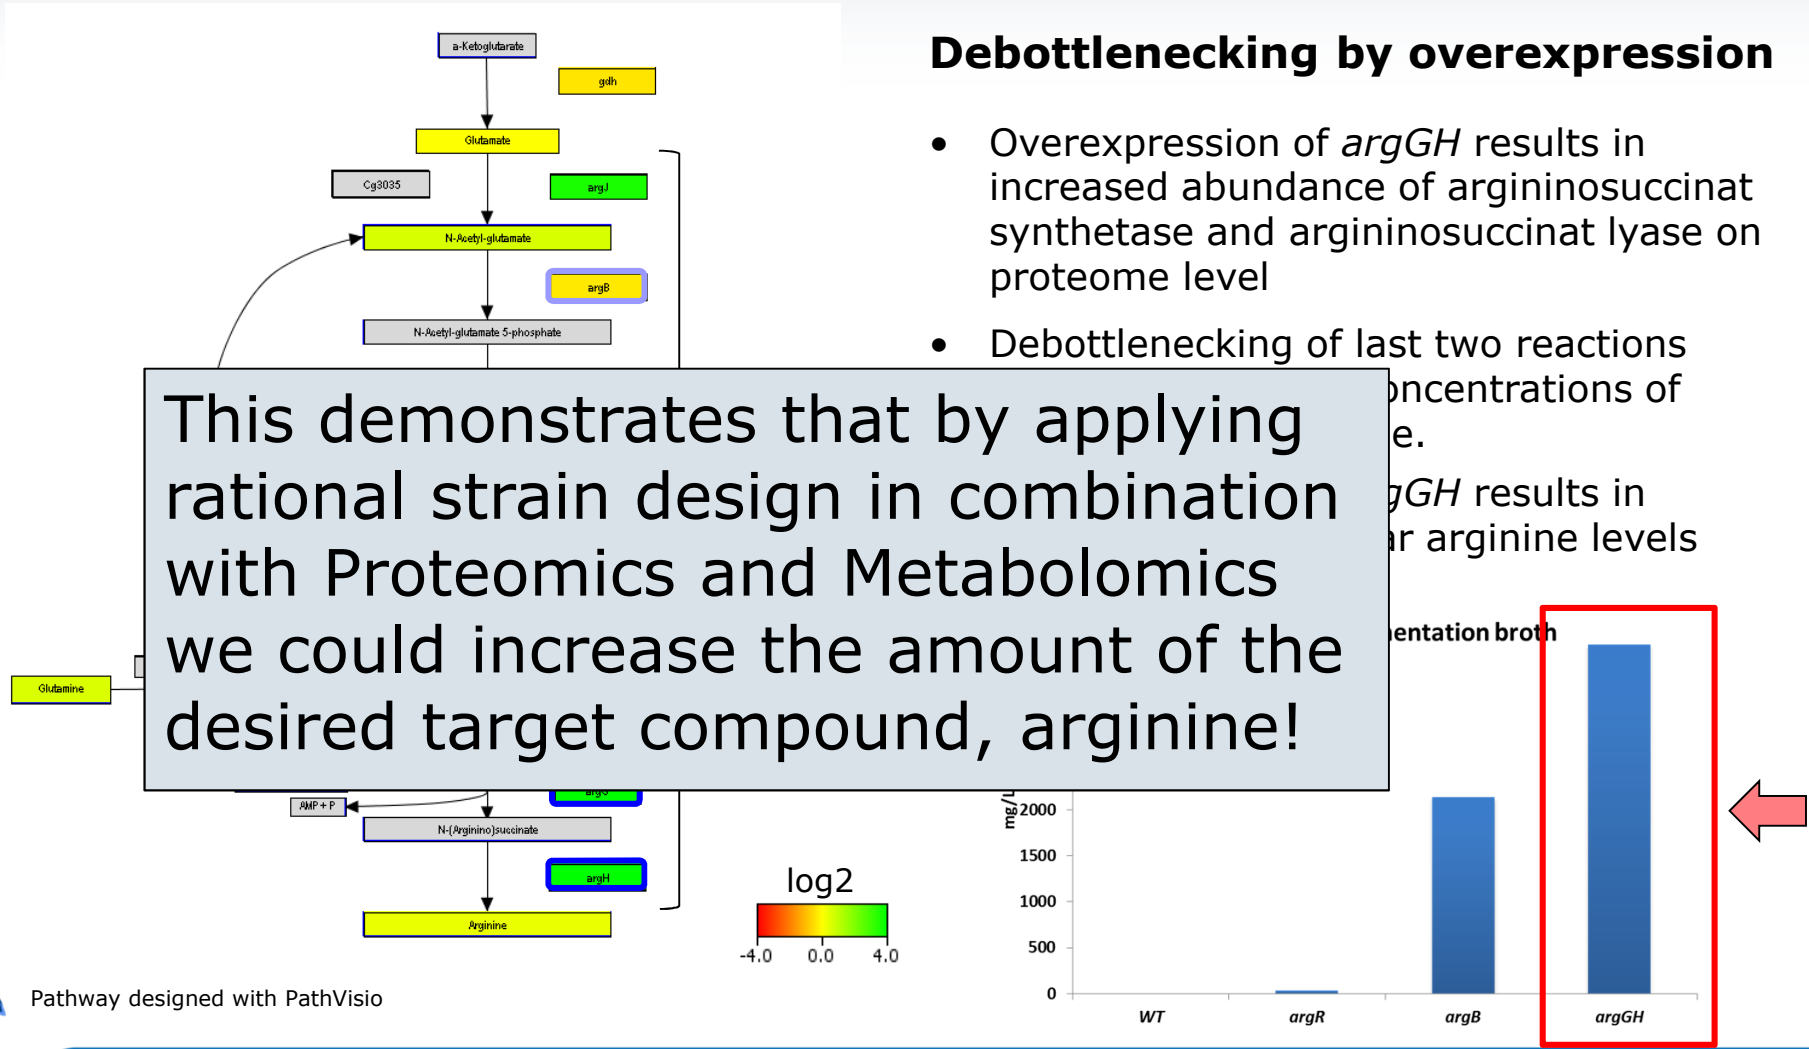 Debottlenecking by overexpression
• Overexpression of argGH results in
increased abundance of argininosuccinat
synthetase and argininosuccinat lyase on
proteome level
• Debottlenecking of last two reactions
of
results in
arginine levels
This demonstrates that by applying
rational strain design in combination
with Proteomics and Metabolomics
we could increase the amount of the
desired target compound, arginine!
a-Ketoglutarate
gdh
Glutamate
Cg3035
argJ
N-Acetyl-glutamate
argB
N-Acetyl-glutamate 5-phosphate
Glutamine
AMP + P
N-(Arginino)succinate
argH
Arginine
log2
-4.0 0.0 4.0
broth
mg/L
2000
1500
1000
500
0
WT argR argB argGH
Pathway designed with PathVisio